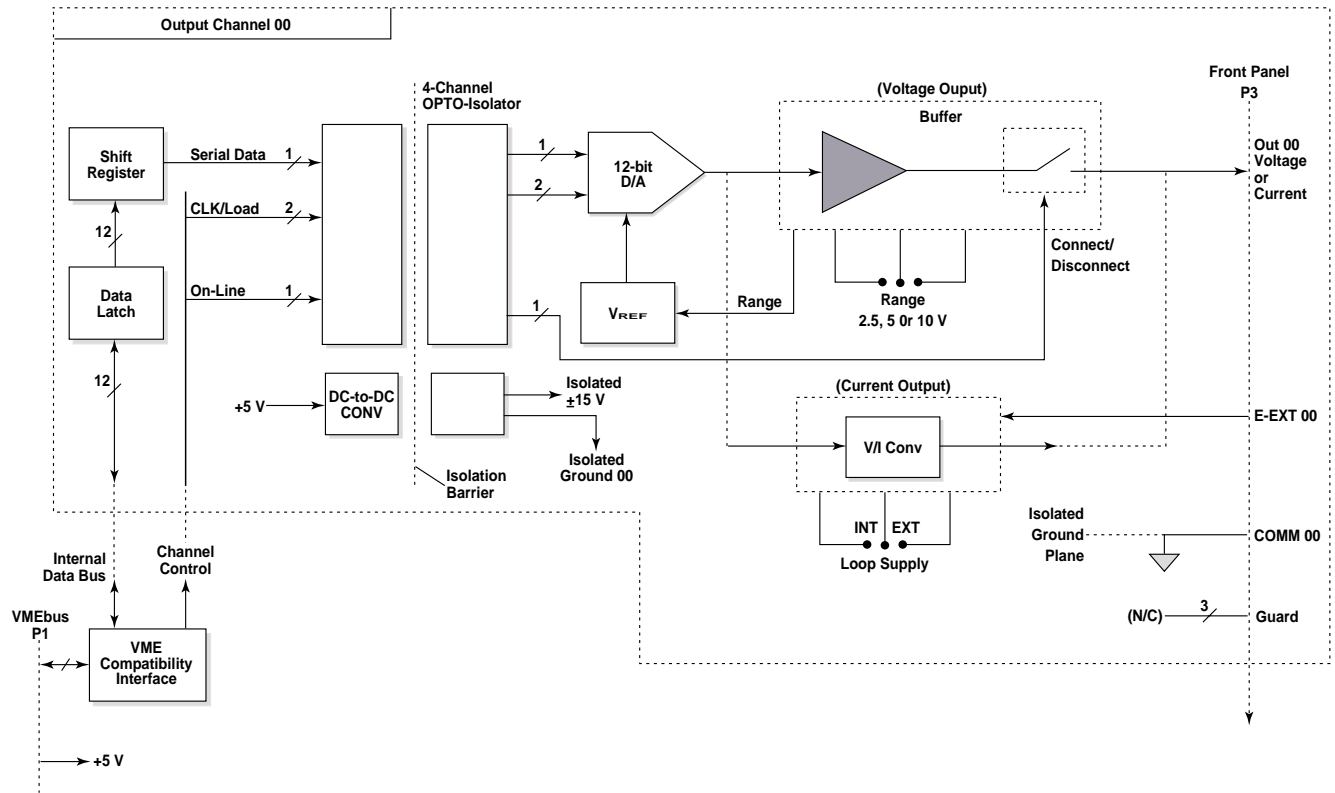 Output Channel 00
4-Channel
OPTO-Isolator
(Voltage Ouput)
Buffer
Front Panel
P3
Shift
Register
Serial Data
1
1
12-bit
D/A
Out 00
Voltage
or
Current
CLK/Load
2
2
12
Connect/
Disconnect
Data
Latch
On-Line
1
1
VREF
Range
Range
2.5, 5 0r 10 V
12
+5 V
DC-to-DC
CONV
Isolated
±15 V
Isolated
Ground 00
(Current Output)
V/I Conv
E-EXT 00
Isolation
Barrier
INT
EXT
Loop Supply
Isolated
Ground
Plane
COMM 00
Internal
Data Bus
Channel
Control
(N/C)
3
Guard
VMEbus
P1
VME
Compatibility
Interface
+5 V